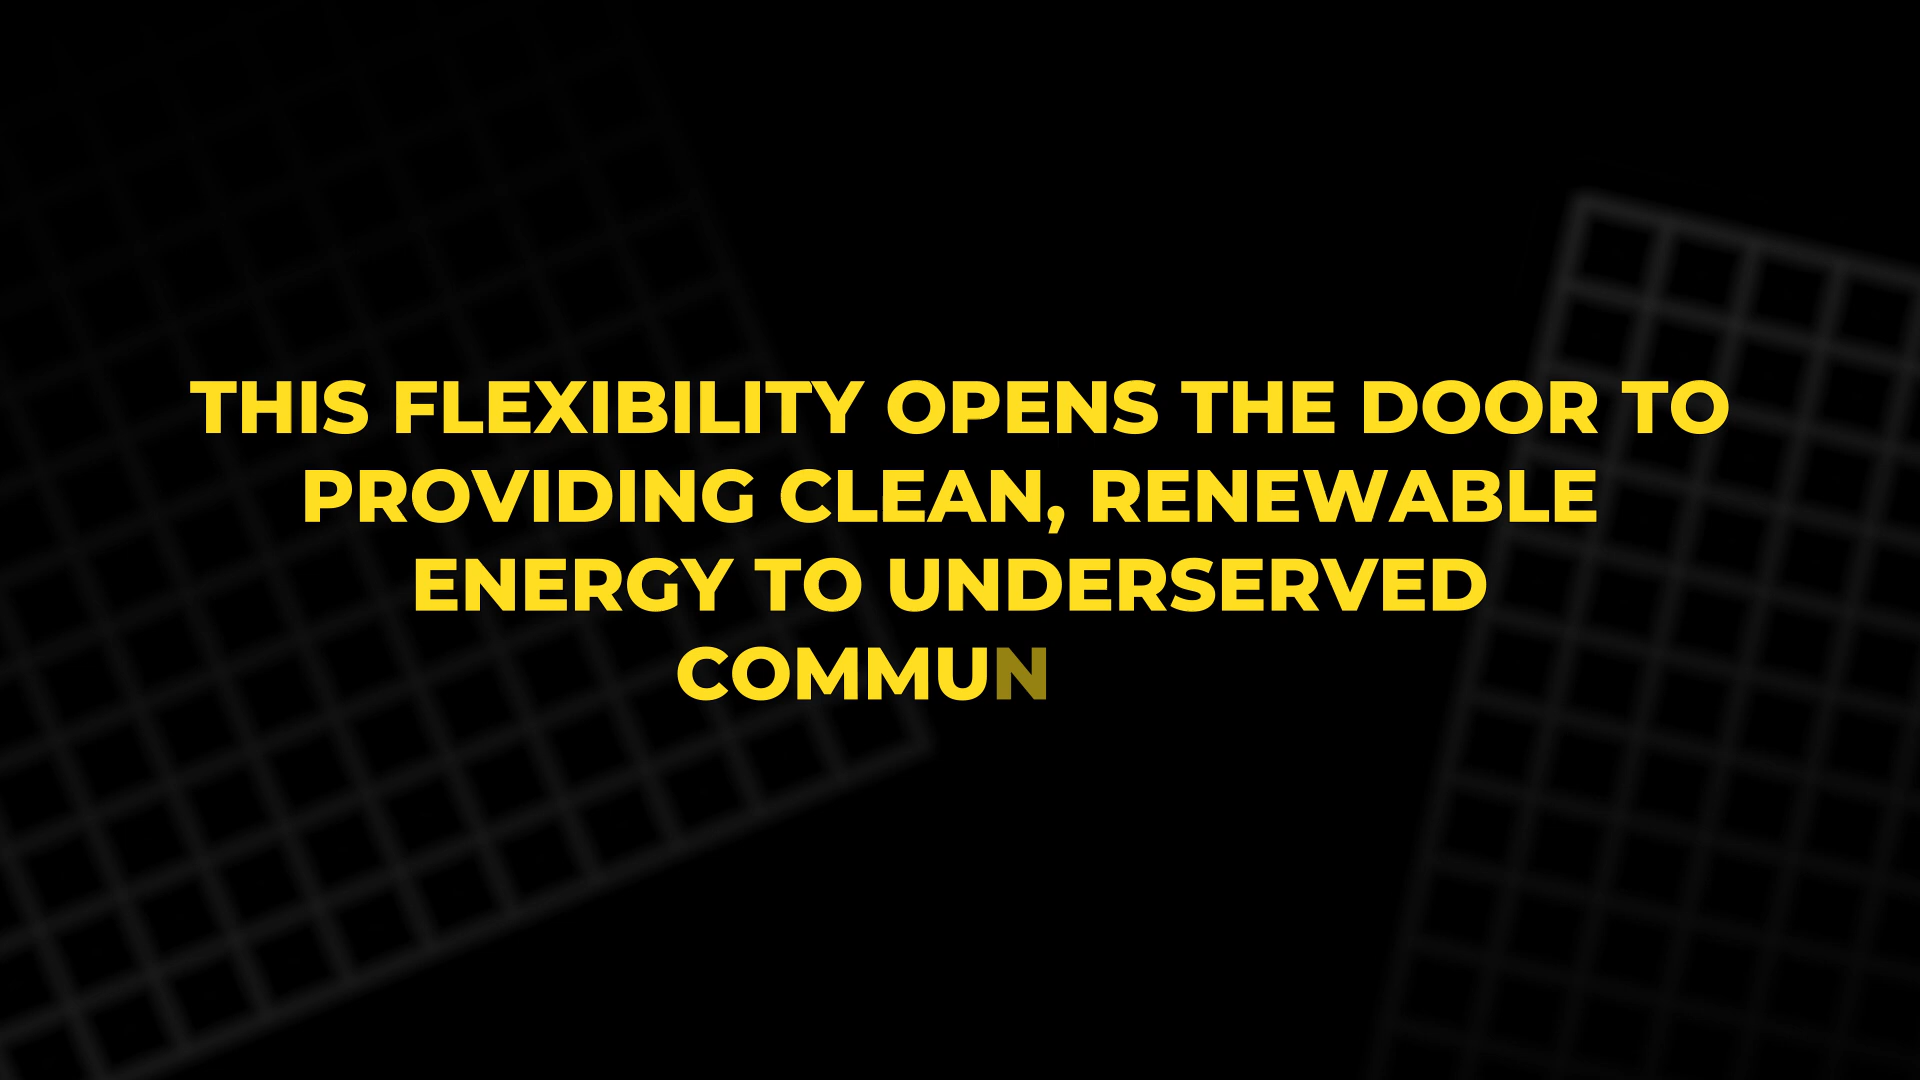 THIS FLEXIBILITY OPENS THE DOOR TO
PROVIDING CLEAN, RENEWABLE
ENERGY TO UNDERSERVED
COMMUN